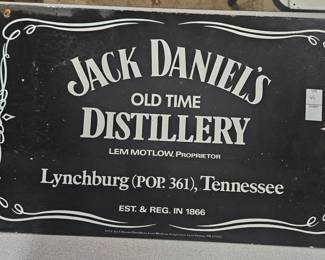 JACK DANIEL'S
OLD TIME
DISTILLERY
LEM MOTLOW, PROPRIETOR
Lynchburg (POP. 361), Tennessee
EST. & REG. IN 1866